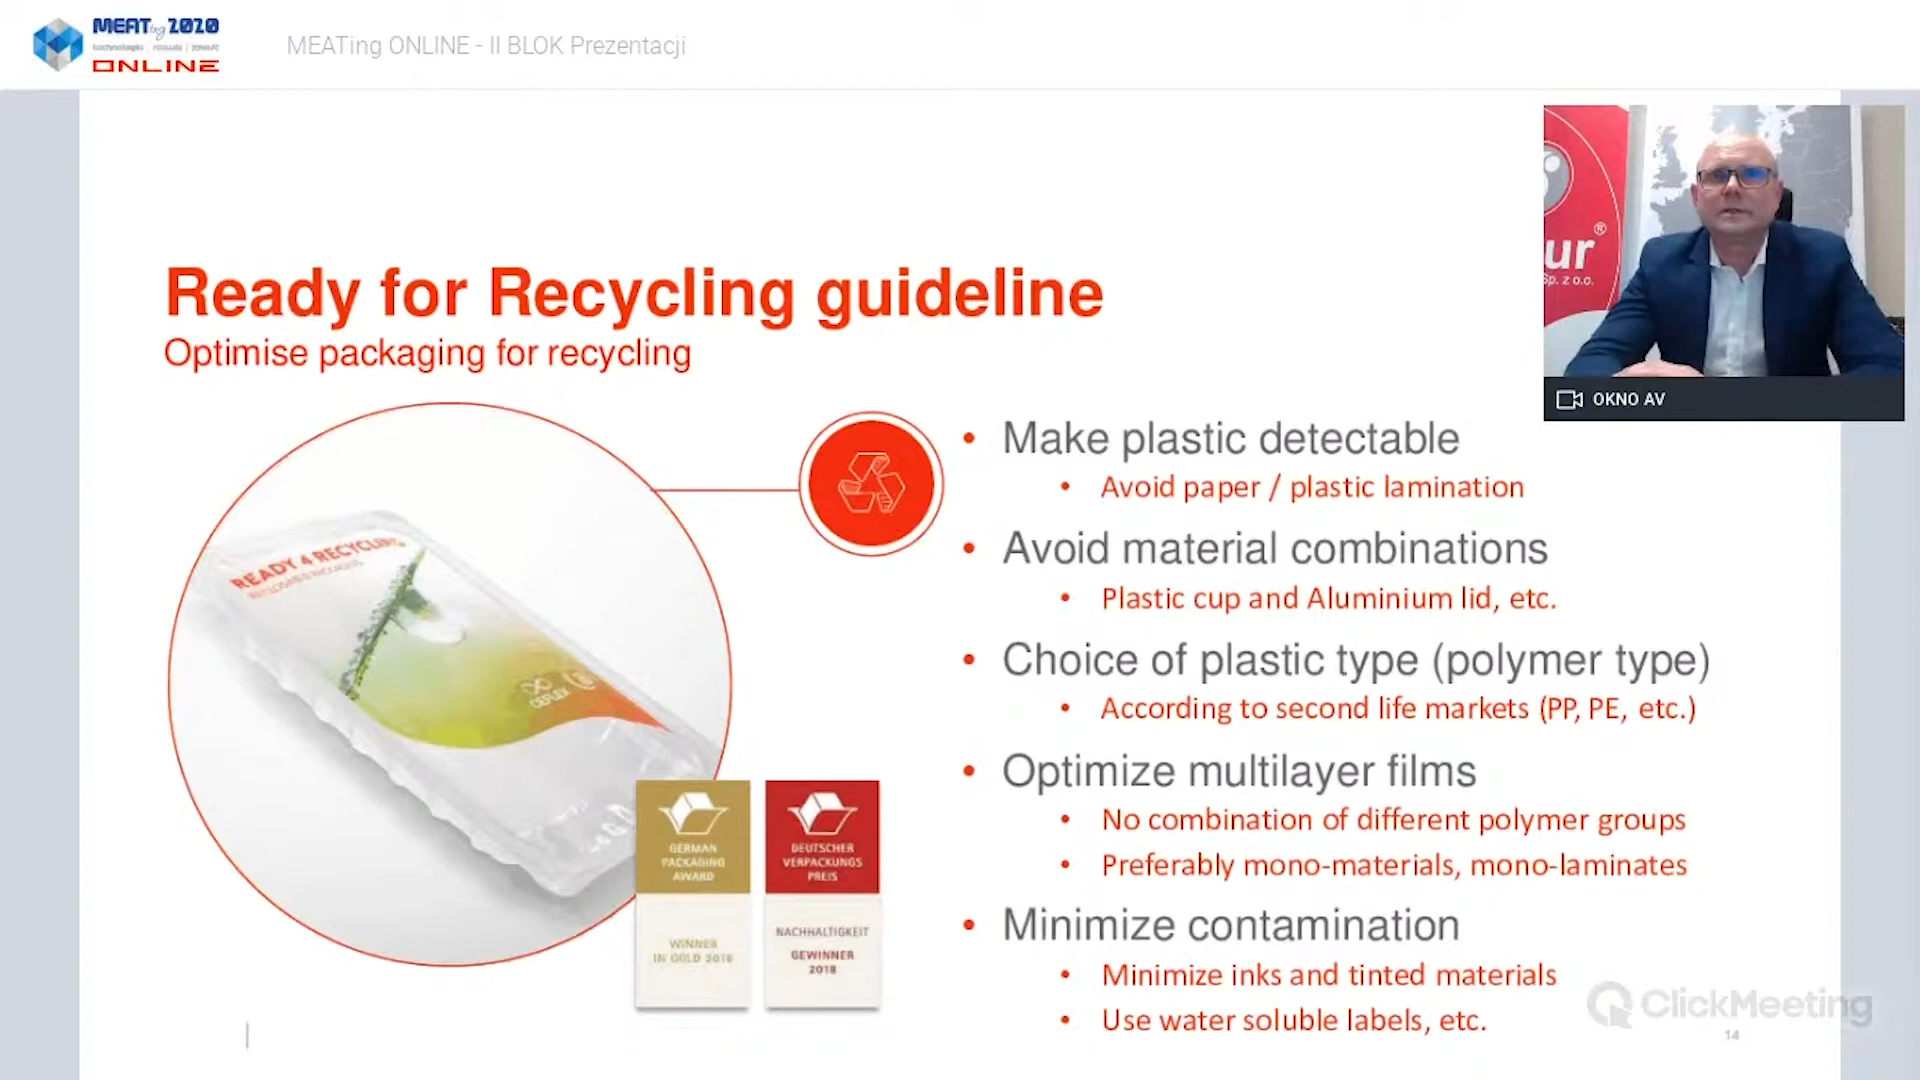 MEATing 2020
ONLINE
MEATing ONLINE - II BLOK Prezentacji
ur®
Sp. z o.o.
OKNO AV
Ready for Recycling guideline
Optimise packaging for recycling
READY 4 RECYCLING
• Make plastic detectable
• Avoid paper / plastic lamination
• Avoid material combinations
• Plastic cup and Aluminium lid, etc.
• Choice of plastic type (polymer type)
• According to second life markets (PP, PE, etc.)
• Optimize multilayer films
• No combination of different polymer groups
• Preferably mono-materials, mono-laminates
• Minimize contamination
• Minimize inks and tinted materials
• Use water soluble labels, etc.
GERMAN
PACKAGING
AWARD
WINNER
IN GOLD 2018
DEUTSCHER
VERPACKUNGS
PREIS
NACHHALTIGKEIT
GEWINNER
2018
ClickMeeting
14